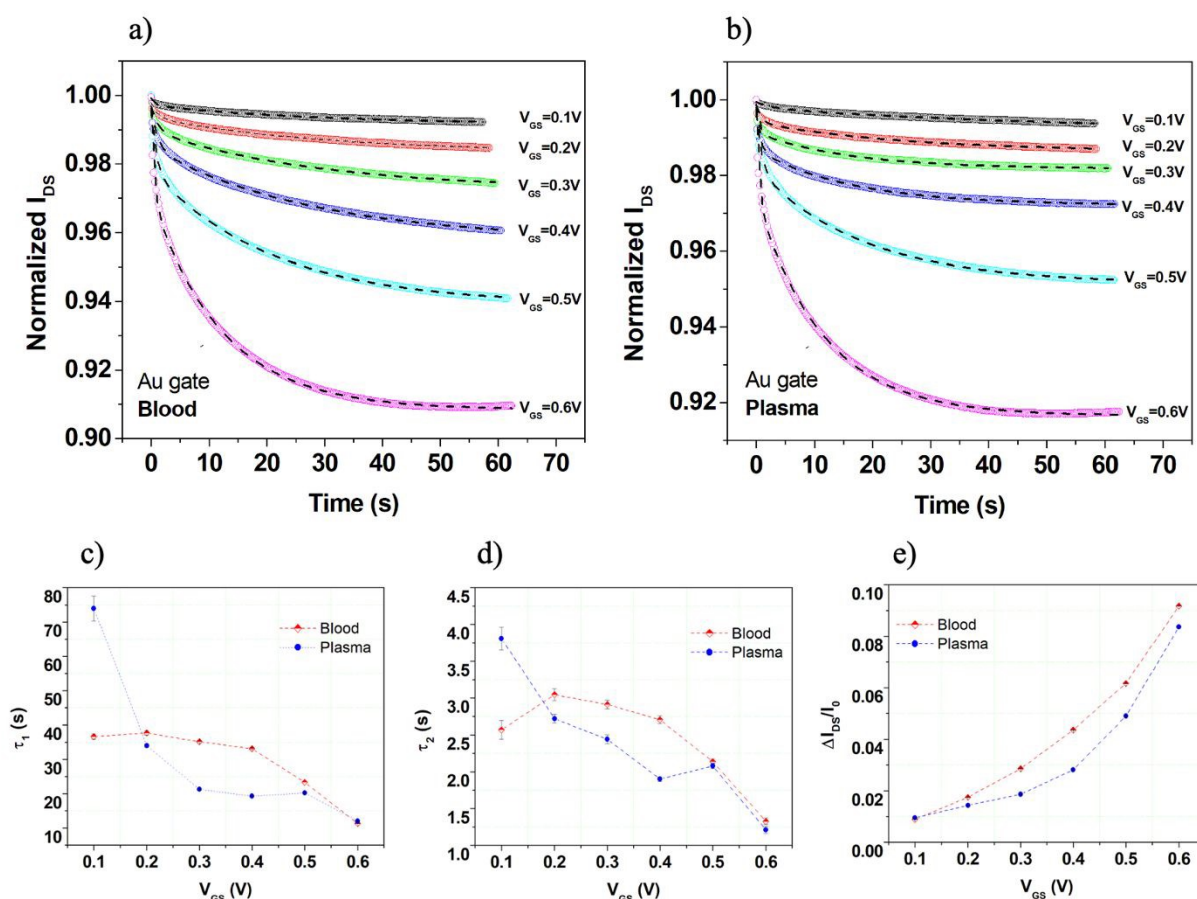 a)
1.00
0.98
0.96
0.94
0.92
0.90
Normalized I_DS
V_GS=0.1V
V_GS=0.2V
V_GS=0.3V
V_GS=0.4V
V_GS=0.5V
V_GS=0.6V
Au gate
Blood
0 10 20 30 40 50 60 70
Time (s)
b)
1.00
0.98
0.96
0.94
0.92
Normalized I_DS
V_GS=0.1V
V_GS=0.2V
V_GS=0.3V
V_GS=0.4V
V_GS=0.5V
V_GS=0.6V
Au gate
Plasma
0 10 20 30 40 50 60 70
Time (s)
c)
80
70
60
70
40
30
20
10
τ₁ (s)
Blood
Plasma
0.1 0.2 0.3 0.4 0.5 0.6
V_GS (V)
d)
4.5
4.0
3.5
3.0
2.5
2.0
1.5
1.0
τ₂ (s)
Blood
Plasma
0.1 0.2 0.3 0.4 0.5 0.6
V_GS (V)
e)
0.10
0.08
0.060
0.04
0.02
0.00
ΔI_DS/I₀
Blood
Plasma
0.1 0.2 0.3 0.4 0.5 0.6
V_GS (V)